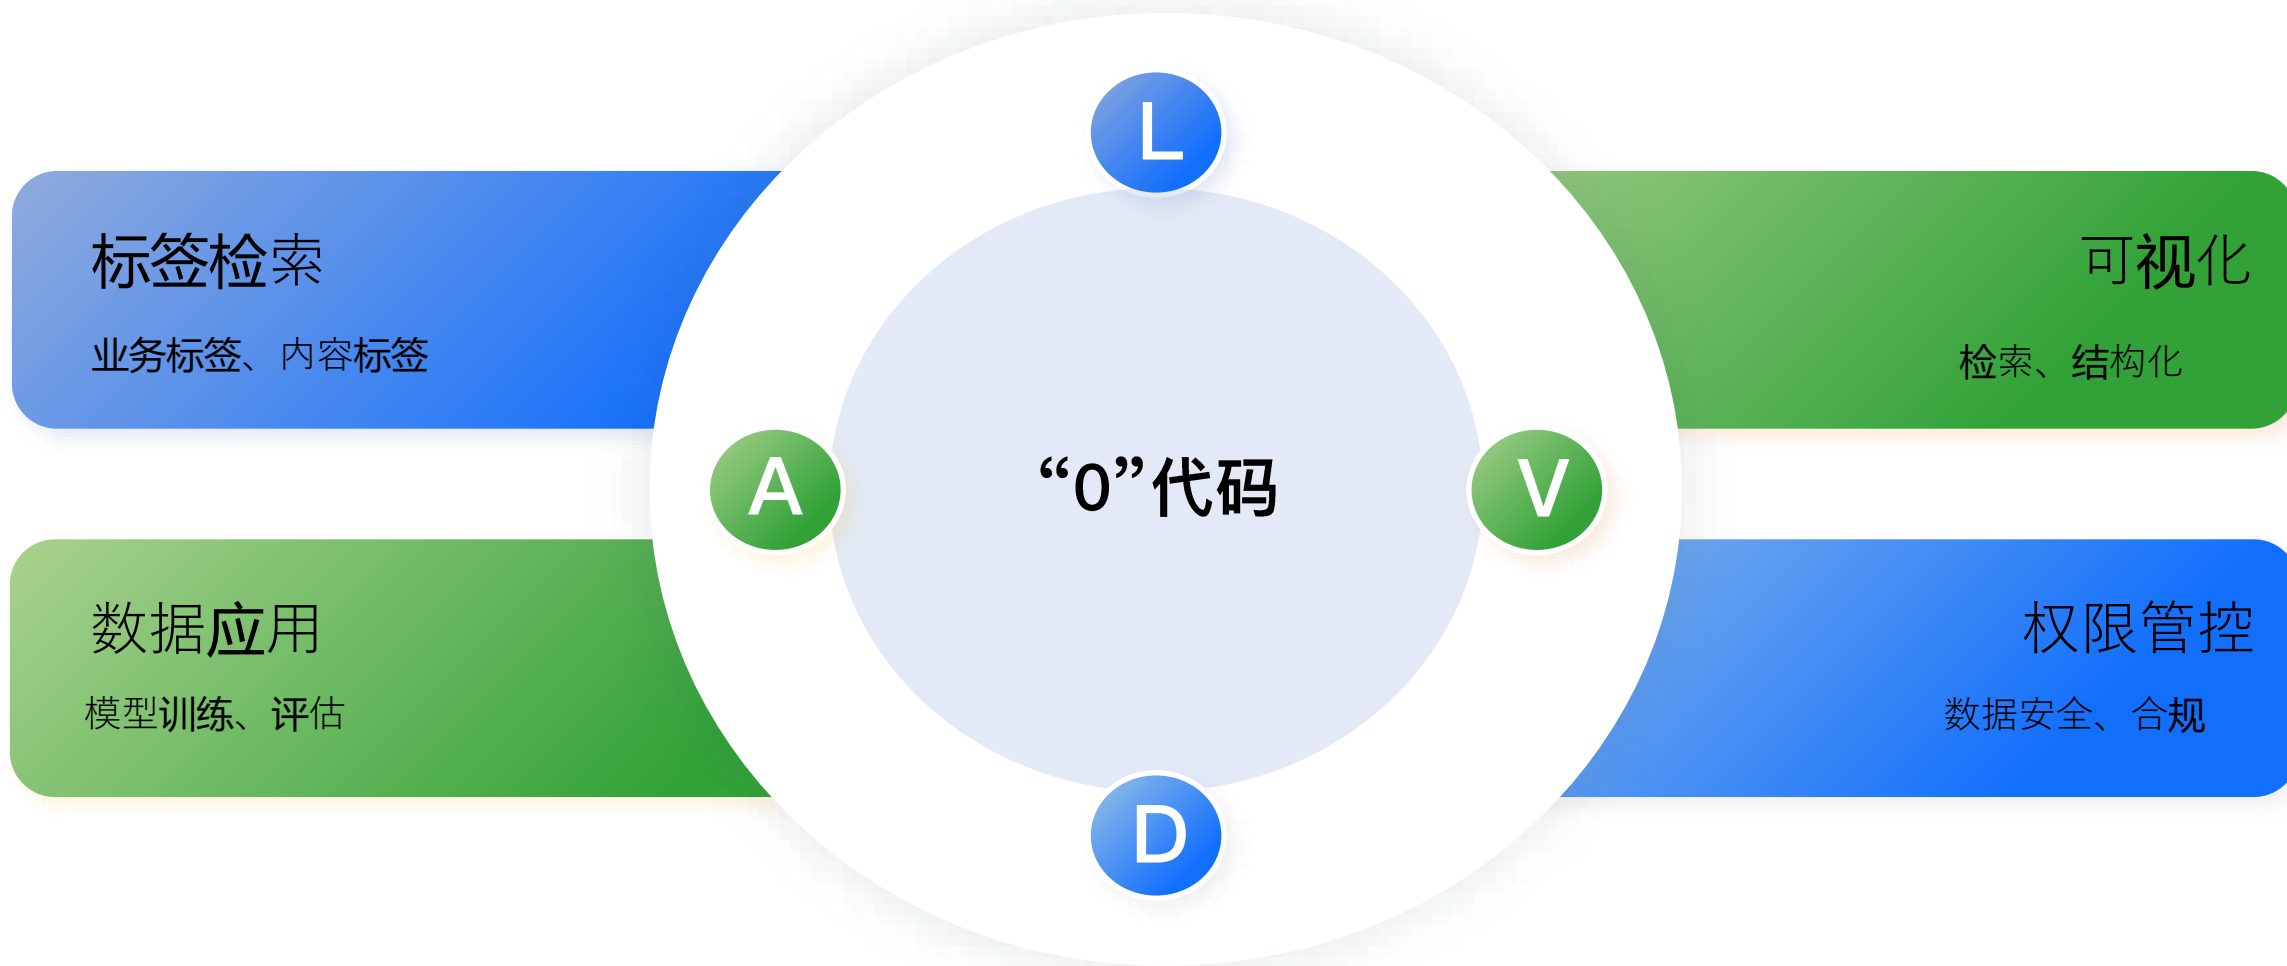 L
标签检索
业务标签、内容标签
可视化
检索、结构化
A
“0”代码
V
数据应用
模型训练、评估
权限管控
数据安全、合规
D